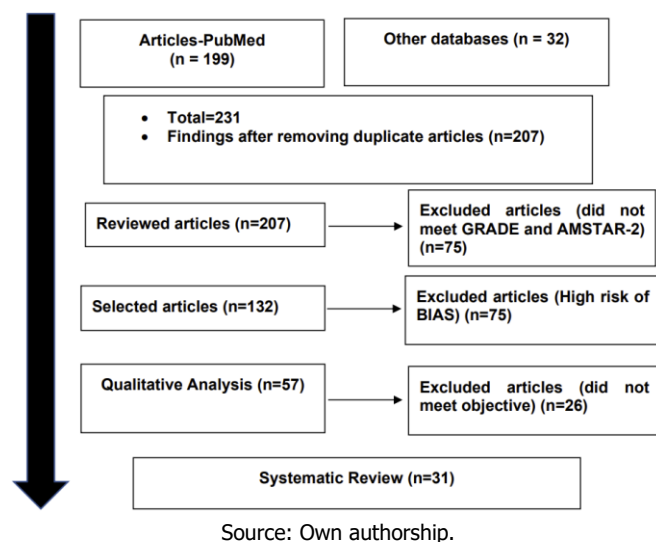 Articles-PubMed
(n = 199)
Other databases (n = 32)
• Total=231
• Findings after removing duplicate articles (n=207)
Reviewed articles (n=207)
Excluded articles (did not
meet GRADE and AMSTAR-2)
(n=75)
Selected articles (n=132)
Excluded articles (High risk of
BIAS) (n=75)
Qualitative Analysis (n=57)
Excluded articles (did not
meet objective) (n=26)
Systematic Review (n=31)
Source: Own authorship.